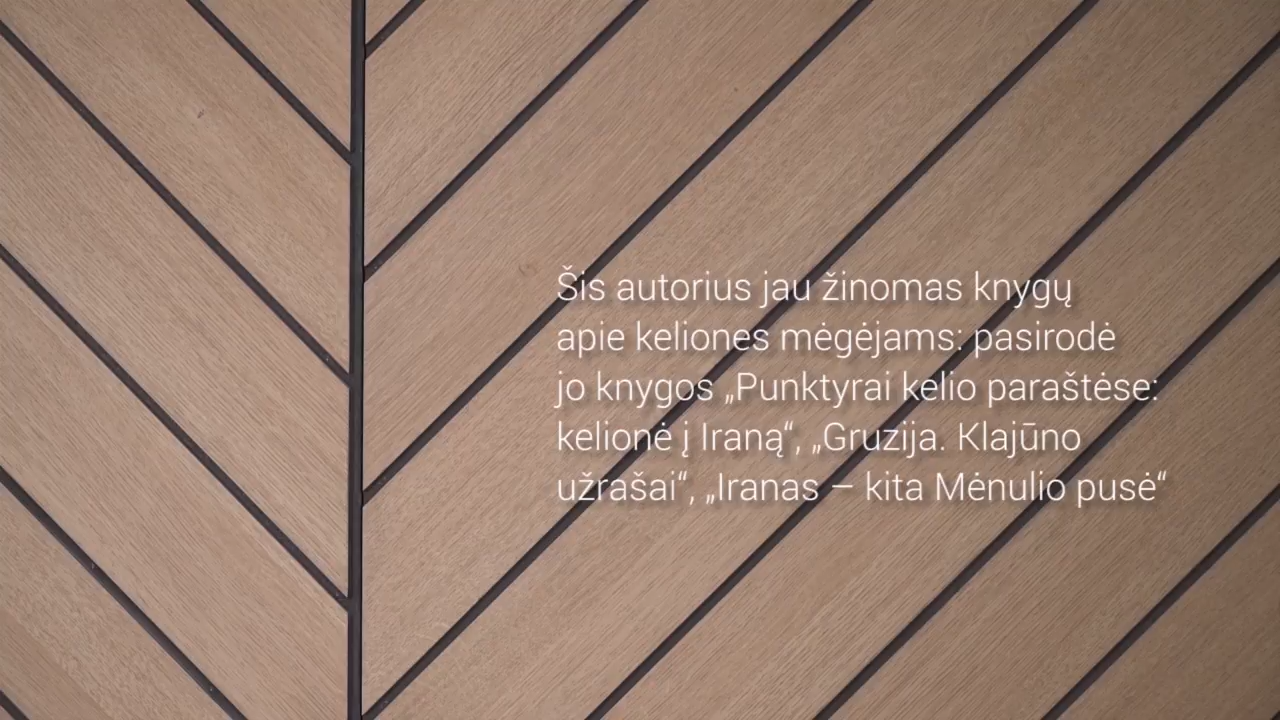 Šis autorius jau žinomas knygų
apie keliones mėgėjams: pasirodė
jo knygos „Punktyrai kelio paraštėse:
kelionė į Iraną“, „Gruzija. Klajūno
užrašai“, „Iranas – kita Mėnulio pusė“